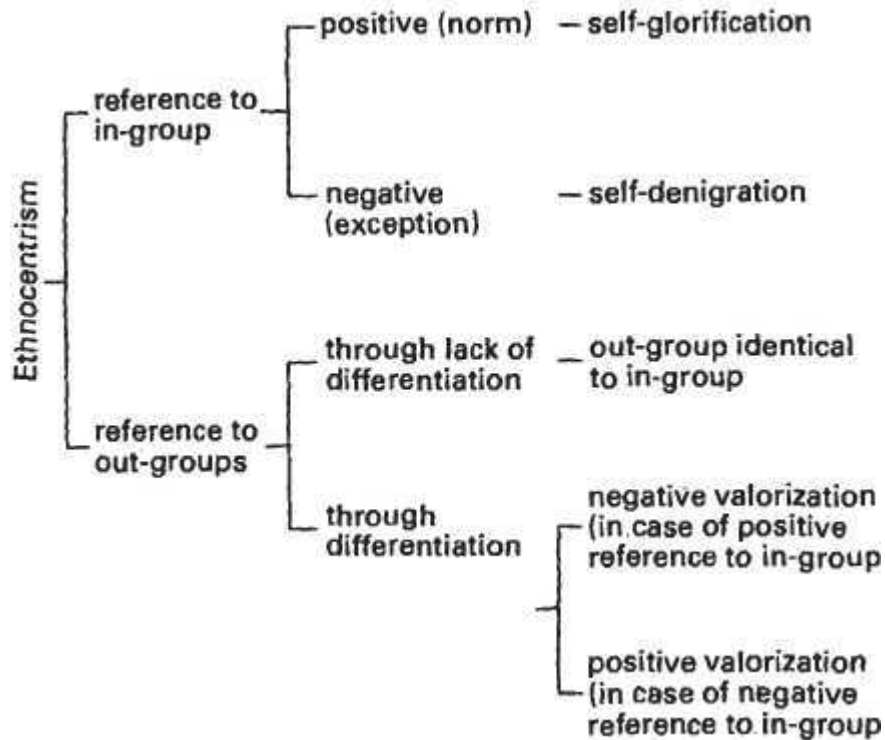 positive (norm) — self-glorification
reference to
in-group
negative — self-denigration
(exception)
Ethnocentrism
through lack of — out-group identical
differentiation to in-group
reference to
out-groups
through
differentiation
negative valorization
(in case of positive
reference to in-group
positive valorization
(in case of negative
reference to in-group